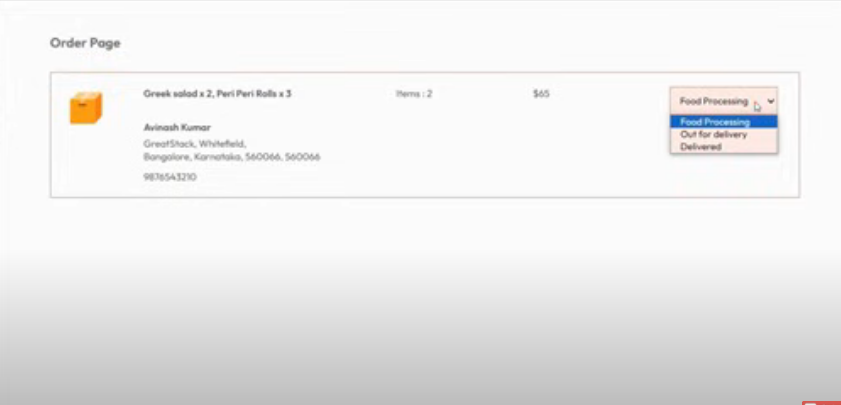 Order Page
Greek salad x 2, Peri Peri Rolls x 3
Items : 2
$65
Food Processing
Food Processing
Out for delivery
Delivered
Avinash Kumar
GreatStack, Whitefield,
Bangalore, Karnataka, 560066, 560066
9876543210